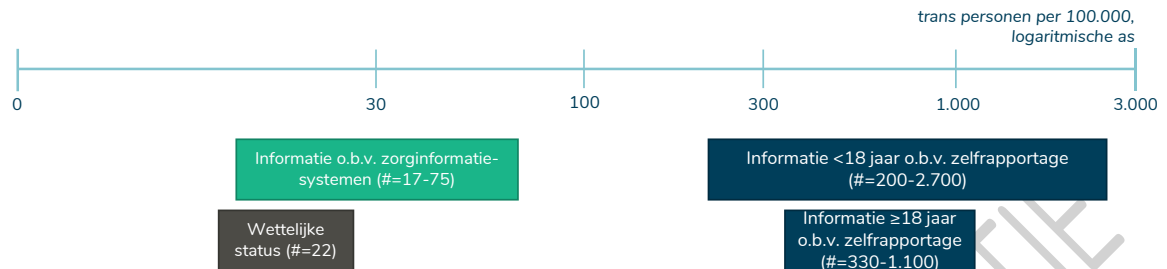 trans personen per 100.000,
logaritmische as
0
30
100
300
1.000
3.000
Informatie o.b.v. zorginformatie-
systemen (#=17-75)
Informatie <18 jaar o.b.v. zelfrapportage
(#=200-2.700)
Wettelijke
status (#=22)
Informatie ≥18 jaar
o.b.v. zelfrapportage
(#=330-1.100)